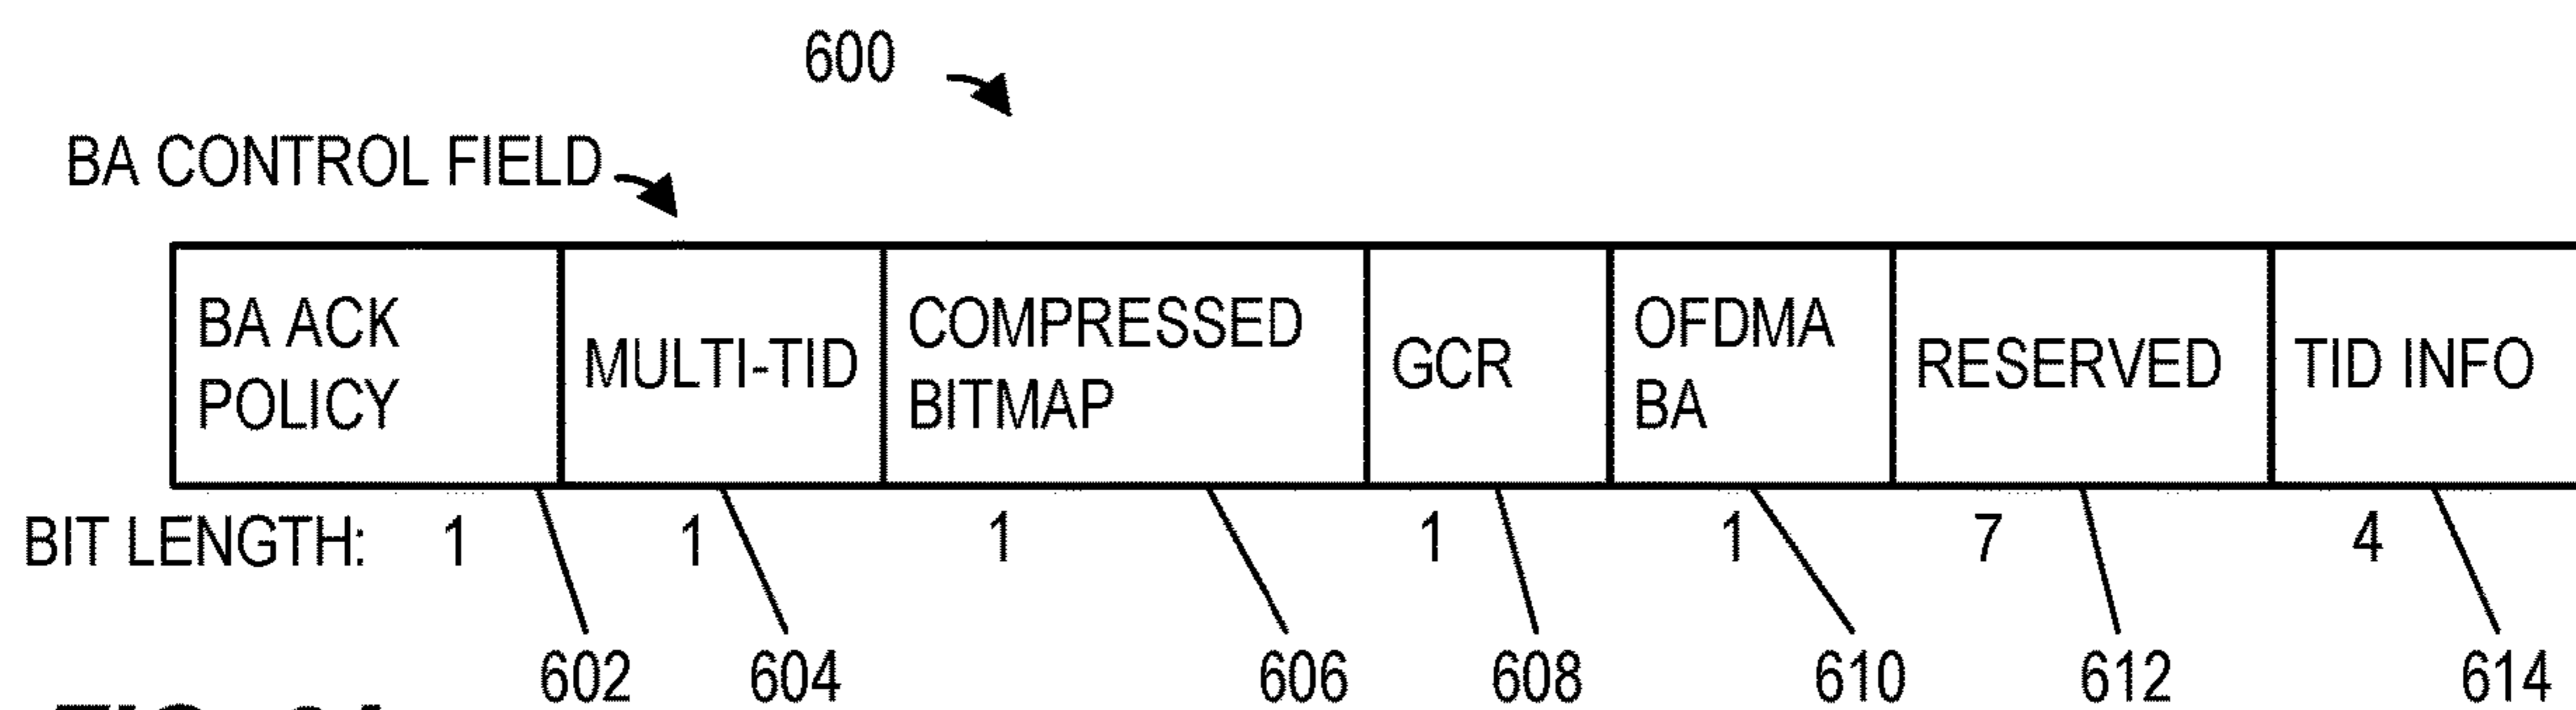 600
BA CONTROL FIELD
BA ACK
POLICY
MULTI-TID
COMPRESSED
BITMAP
GCR
OFDMA
BA
RESERVED
TID INFO
BIT LENGTH: 1 1 1 1 1 7 4
602 604 606 608 610 612 614